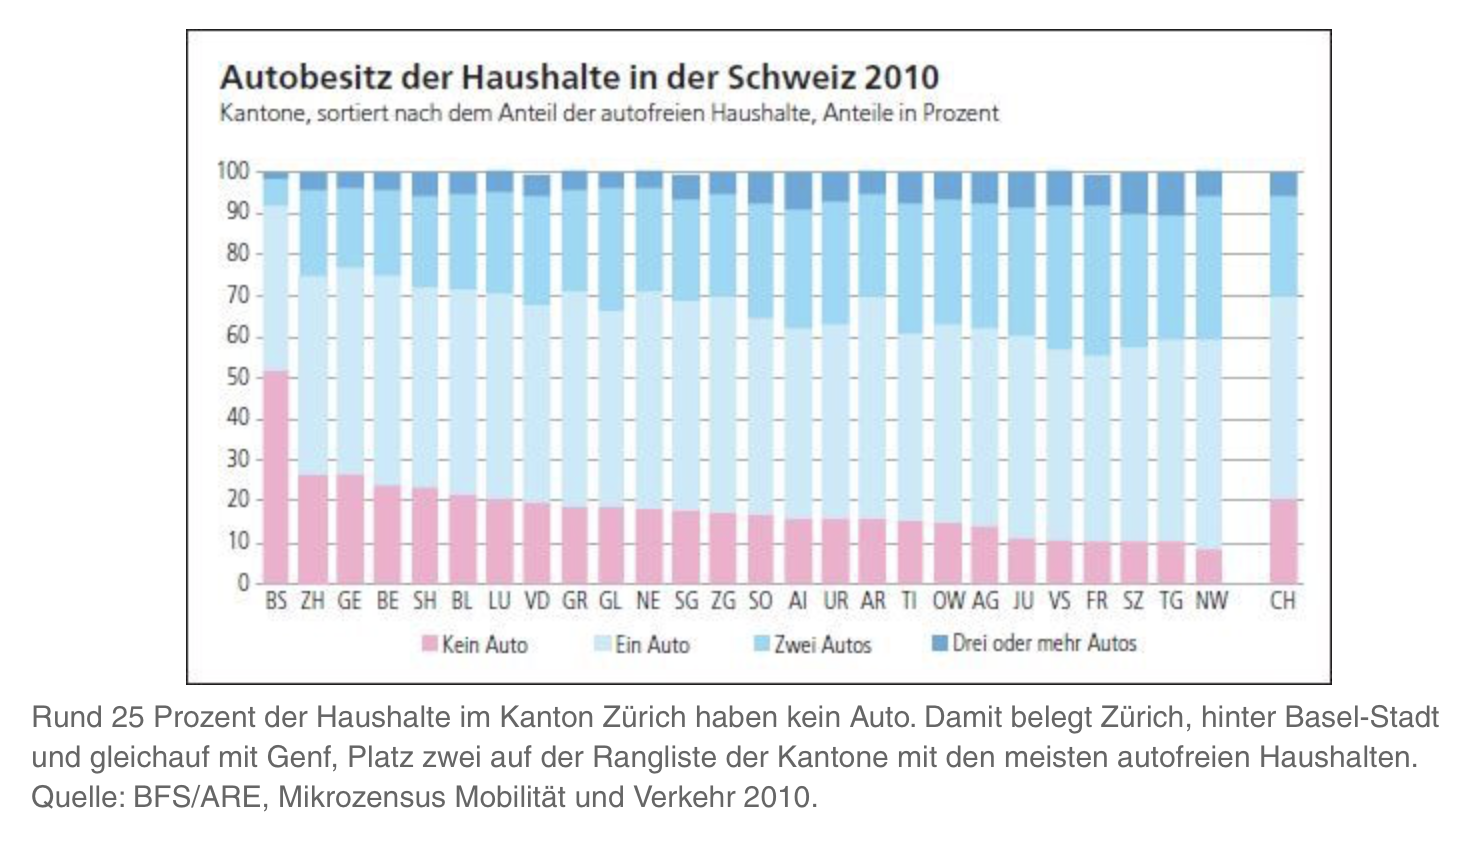 Autobesitz der Haushalte in der Schweiz 2010
Kantone, sortiert nach dem Anteil der autofreien Haushalte, Anteile in Prozent
100
90
80
70
60
50
40
30
20
10
0
BS ZH GE BE SH BL LU VD GR GL NE SG ZG SO AI UR AR TI OW AG JU VS FR SZ TG NW CH
Kein Auto Ein Auto Zwei Autos Drei oder mehr Autos
Rund 25 Prozent der Haushalte im Kanton Zürich haben kein Auto. Damit belegt Zürich, hinter Basel-Stadt
und gleichauf mit Genf, Platz zwei auf der Rangliste der Kantone mit den meisten autofreien Haushalten.
Quelle: BFS/ARE, Mikrozensus Mobilität und Verkehr 2010.